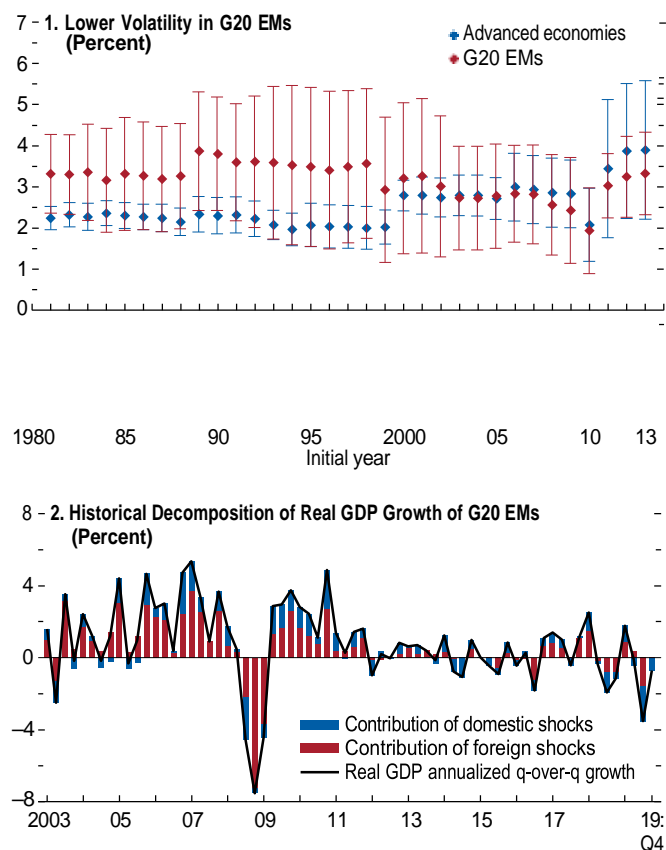 1. Lower Volatility in G20 EMs
(Percent)
Advanced economies
G20 EMs
7
6
5
4
3
2
1
0
1980 85 90 95 2000 05 10 13
Initial year
2. Historical Decomposition of Real GDP Growth of G20 EMs
(Percent)
8
4
0
−4
−8
Contribution of domestic shocks
Contribution of foreign shocks
Real GDP annualized q-over-q growth
2003 05 07 09 11 13 15 17 19:
Q4